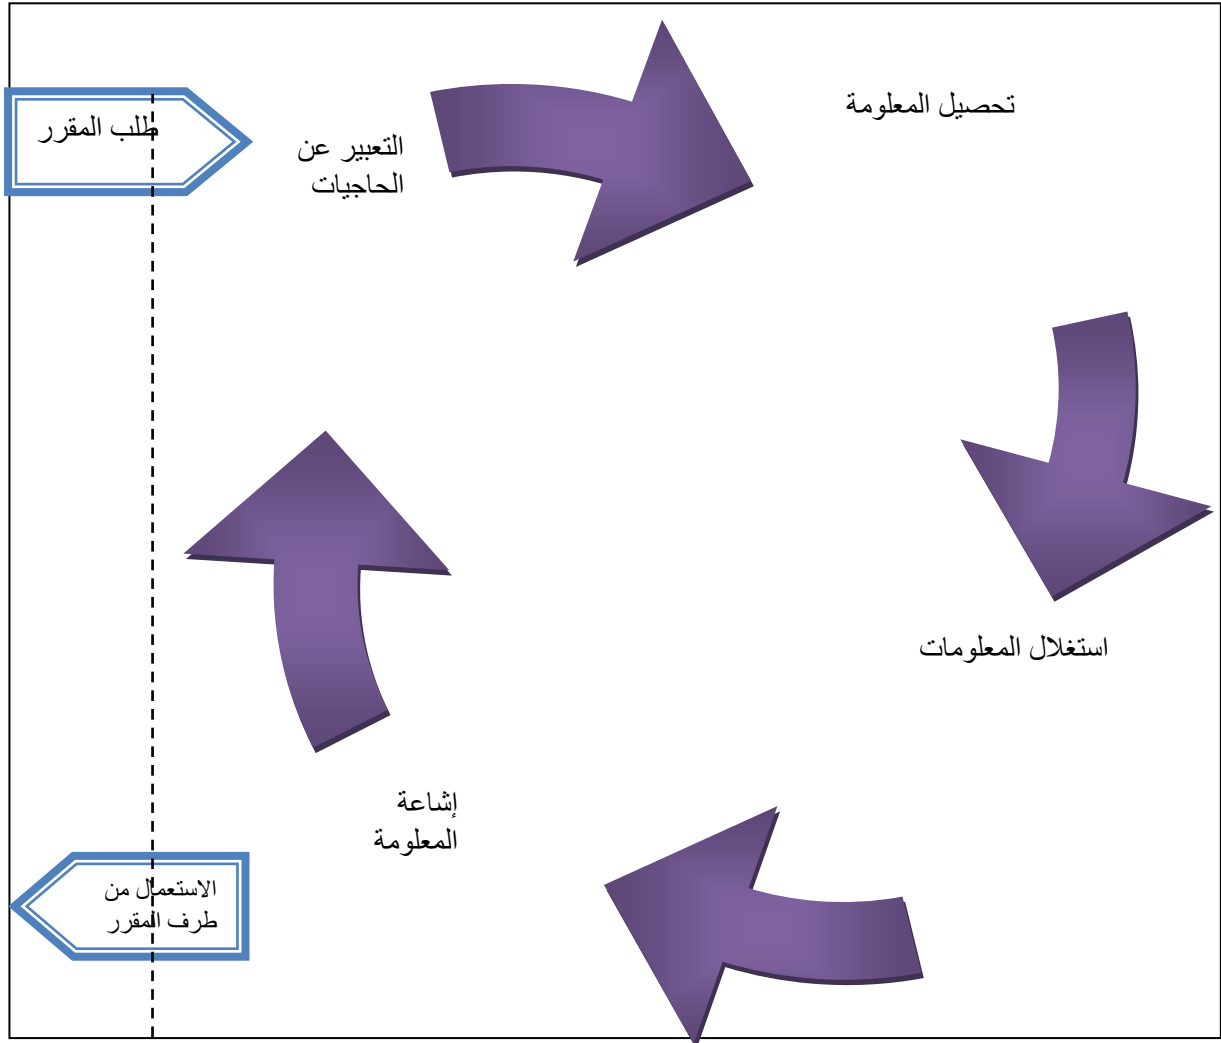 طلب المقرر
التعبير عن
الحاجيات
تحصيل المعلومة
استغلال المعلومات
إشاعة
المعلومة
الاستعمال من
طرف المقرر